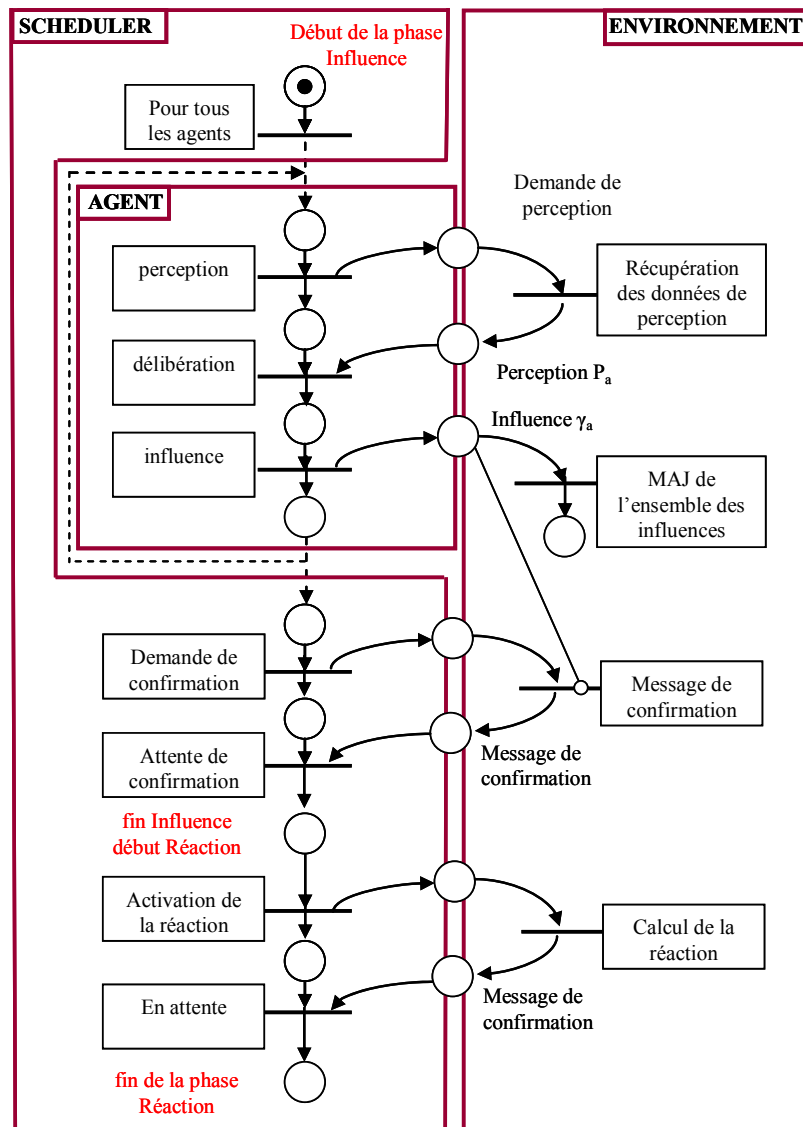 SCHEDULER
Début de la phase
Influence
ENVIRONNEMENT
Pour tous
les agents
AGENT
Demande de
perception
perception
Récupération
des données de
perception
délibération
Perception Pa
Influence γa
influence
MAJ de
l’ensemble des
influences
Demande de
confirmation
Message de
confirmation
Attente de
confirmation
Message de
confirmation
fin Influence
début Réaction
Activation de
la réaction
Calcul de la
réaction
En attente
Message de
confirmation
fin de la phase
Réaction